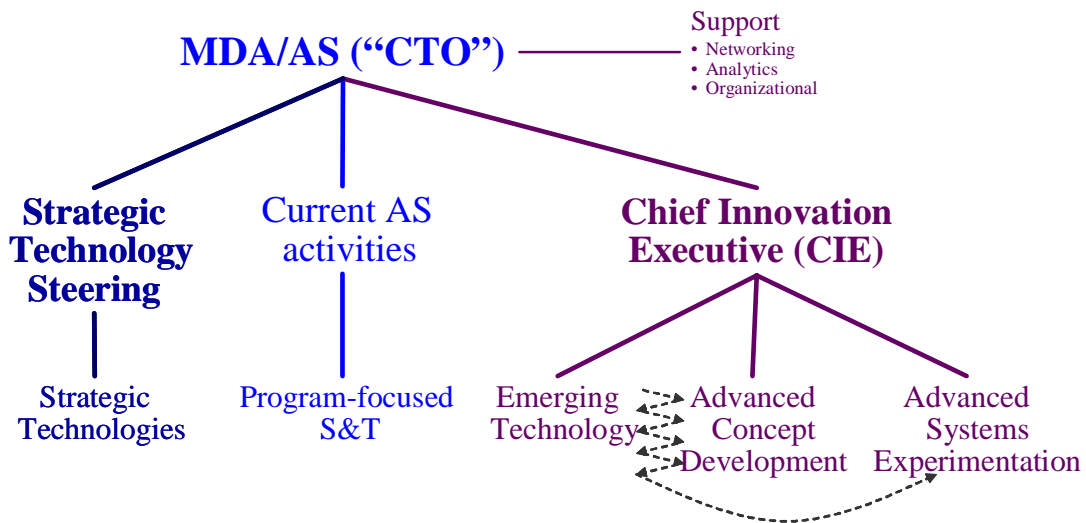 MDA/AS (“CTO”)
Support
• Networking
• Analytics
• Organizational
Strategic
Technology
Steering
Current AS
activities
Chief Innovation
Executive (CIE)
Strategic
Technologies
Program-focused
S&T
Emerging
Technology
Advanced
Concept
Development
Advanced
Systems
Experimentation